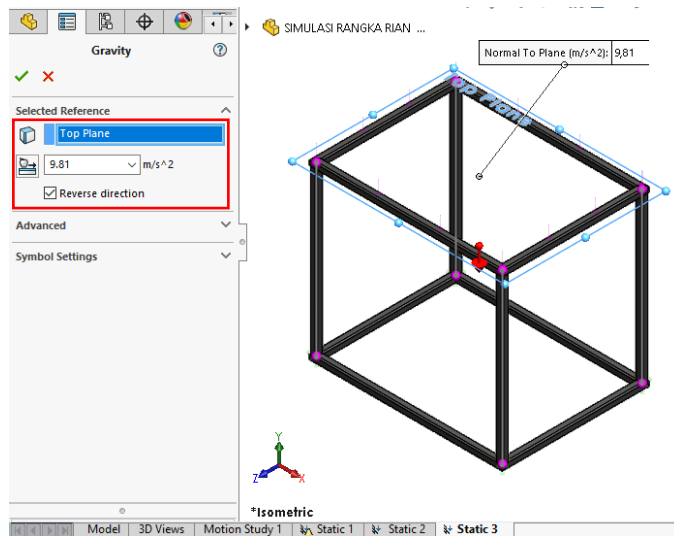 Gravity
Selected Reference
Top Plane
9.81 m/s^2
Reverse direction
Advanced
Symbol Settings
SIMULASI RANGKA RIAN ...
Normal To Plane (m/s^2): 9,81
Top Plane
Y
Z X
*Isometric
Model 3D Views Motion Study 1 Static 1 Static 2 Static 3